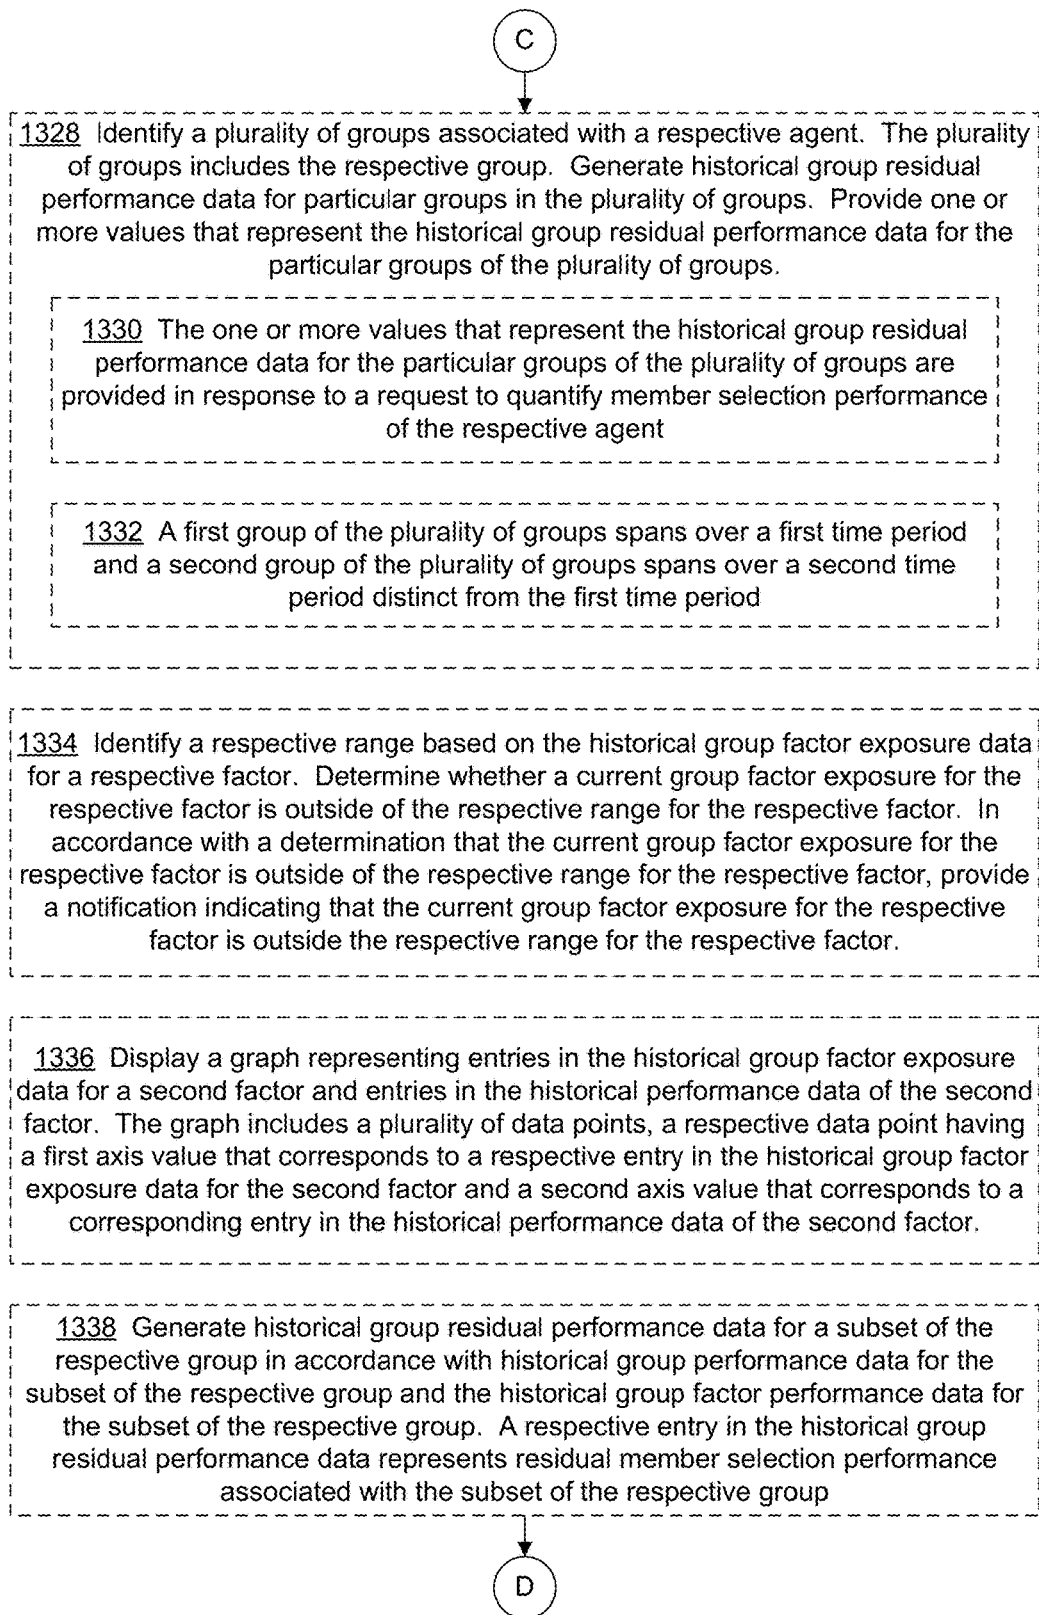 C
1328 Identify a plurality of groups associated with a respective agent. The plurality
of groups includes the respective group. Generate historical group residual
performance data for particular groups in the plurality of groups. Provide one or
more values that represent the historical group residual performance data for the
particular groups of the plurality of groups.
1330 The one or more values that represent the historical group residual
performance data for the particular groups of the plurality of groups are
provided in response to a request to quantify member selection performance
of the respective agent
1332 A first group of the plurality of groups spans over a first time period
and a second group of the plurality of groups spans over a second time
period distinct from the first time period
1334 Identify a respective range based on the historical group factor exposure data
for a respective factor. Determine whether a current group factor exposure for the
respective factor is outside of the respective range for the respective factor. In
accordance with a determination that the current group factor exposure for the
respective factor is outside of the respective range for the respective factor, provide
a notification indicating that the current group factor exposure for the respective
factor is outside the respective range for the respective factor.
1336 Display a graph representing entries in the historical group factor exposure
data for a second factor and entries in the historical performance data of the second
factor. The graph includes a plurality of data points, a respective data point having
a first axis value that corresponds to a respective entry in the historical group factor
exposure data for the second factor and a second axis value that corresponds to a
corresponding entry in the historical performance data of the second factor.
1338 Generate historical group residual performance data for a subset of the
respective group in accordance with historical group performance data for the
subset of the respective group and the historical group factor performance data for
the subset of the respective group. A respective entry in the historical group
residual performance data represents residual member selection performance
associated with the subset of the respective group
D